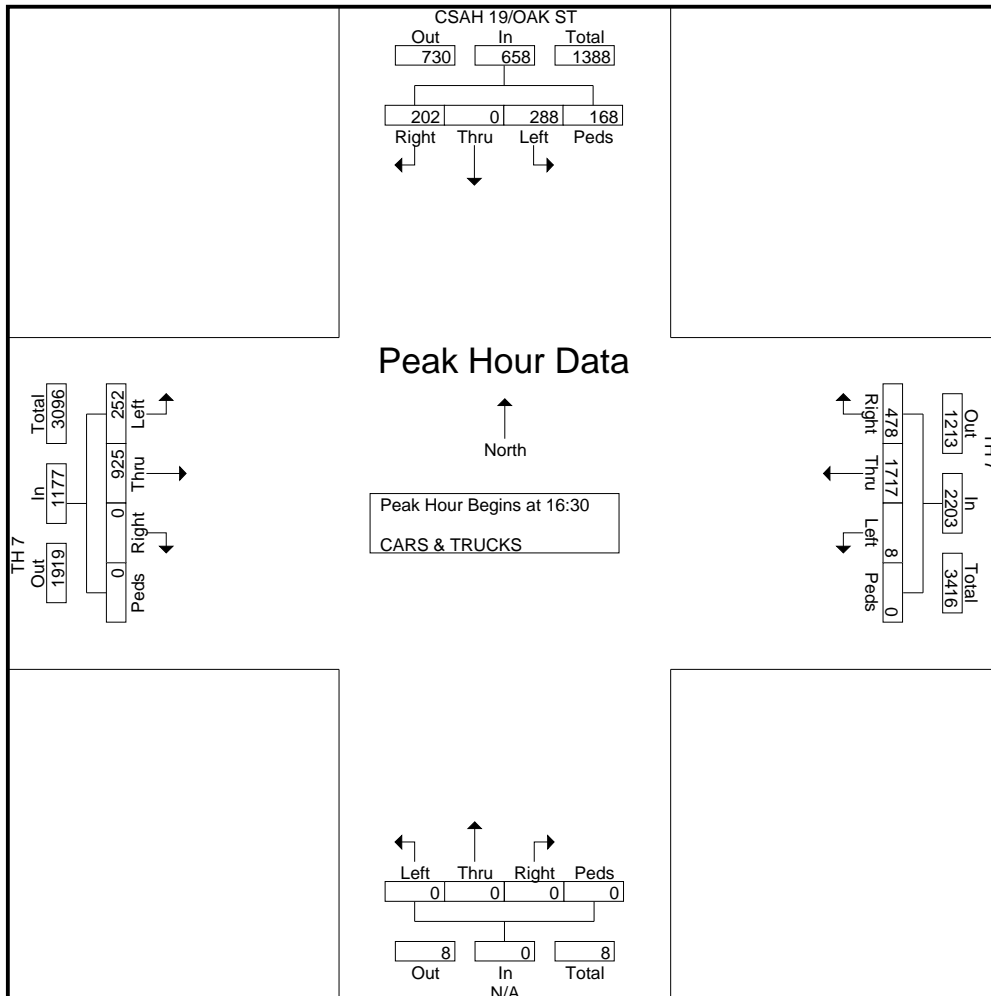 CSAH 19/OAK ST
Out In Total
730 658 1388
202 0 288 168
Right Thru Left Peds
Peak Hour Data
North
Peak Hour Begins at 16:30
CARS & TRUCKS
TH 7
Out In Total
1919 1177 3096
Left Thru Right Peds
252 925 0 0
TH 7
Out In Total
1213 2203 3416
478 1717 8 0
Right Thru Left Peds
Left Thru Right Peds
0 0 0 0
8 0 8
Out In Total
N/A